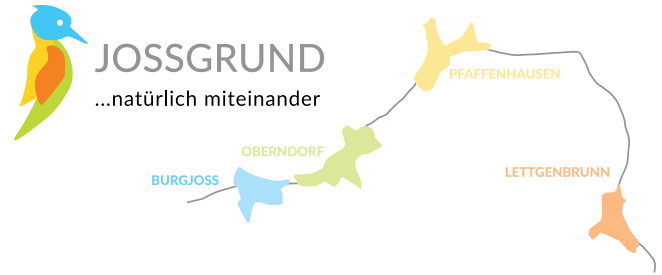 JOSSGRUND
...natürlich miteinander
PFAFFENHAUSEN
OBERNDORF
BURGJOSS
LETTGENBRUNN